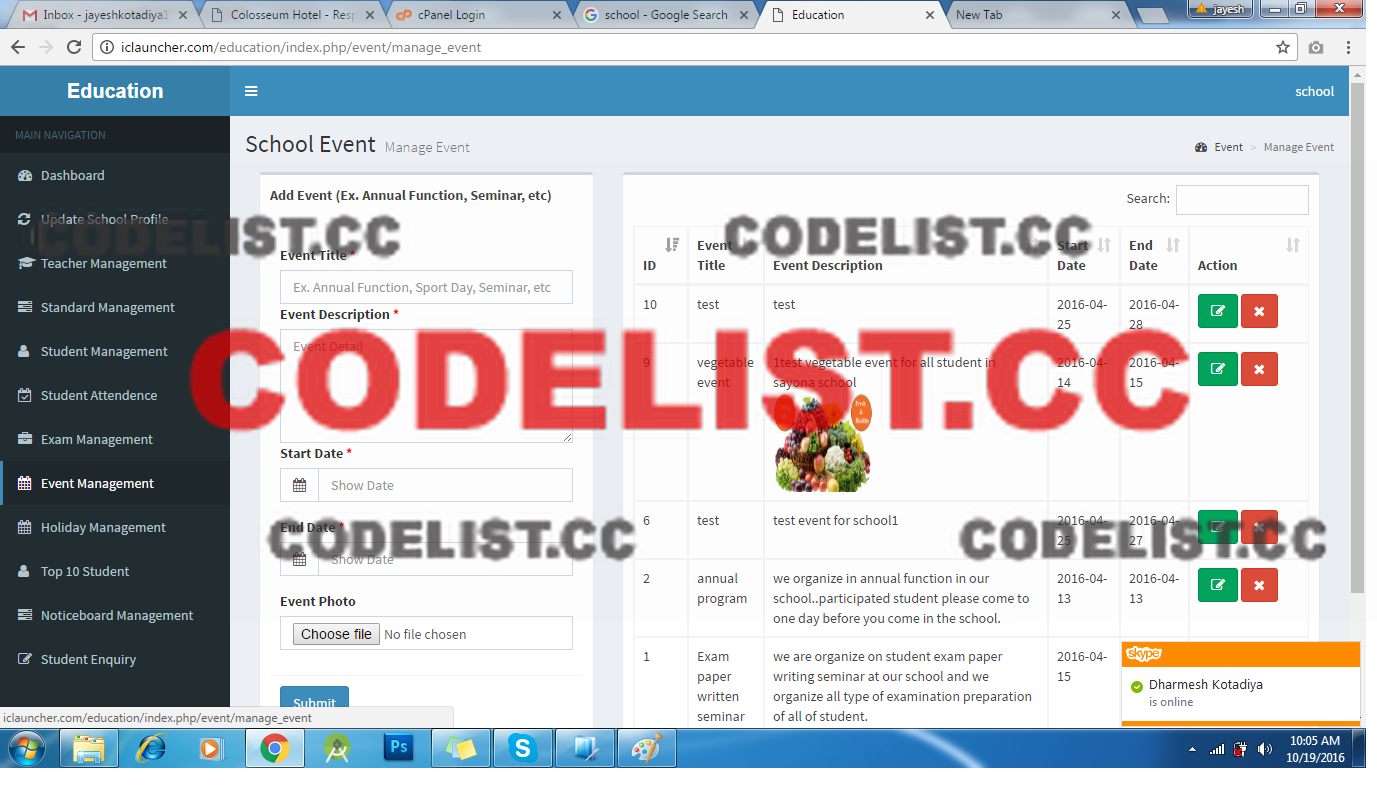 Inbox - jayeshkotadiya1
Colosseum Hotel - Resp
cPanel Login
school - Google Search
Education
New Tab
jayesh
iclauncher.com/education/index.php/event/manage_event
Education
school
MAIN NAVIGATION
Dashboard
Update School Profile
Teacher Management
Standard Management
Student Management
Student Attendence
Exam Management
Event Management
Holiday Management
Top 10 Student
Noticeboard Management
Student Enquiry
School Event Manage Event
Event > Manage Event
Add Event (Ex. Annual Function, Seminar, etc)
Event Title *
Ex. Annual Function, Sport Day, Seminar, etc
Event Description *
Event Detail
Start Date *
Show Date
End Date *
Show Date
Event Photo
Choose file No file chosen
Submit
Search:
ID
Event Title
Event Description
Start Date
End Date
Action
10
test
test
2016-04-
25
2016-04-
28
9
vegetable
event
1test vegetable event for all student in
sayona school
2016-04-
14
2016-04-
15
6
test
test event for school1
2016-04-
25
2016-04-
27
2
annual
program
we organize in annual function in our
school..participated student please come to
one day before you come in the school.
2016-04-
13
2016-04-
13
1
Exam
paper
written
seminar
we are organize on student exam paper
writing seminar at our school and we
organize all type of examination preparation
of all of student.
2016-04-
15
CODELIST.CC
CODELIST.CC
CODELIST.CC
CODELIST.CC
CODELIST.CC
skype
Dharmesh Kotadiya
is online
iclauncher.com/education/index.php/event/manage_event
Ps
10:05 AM
10/19/2016